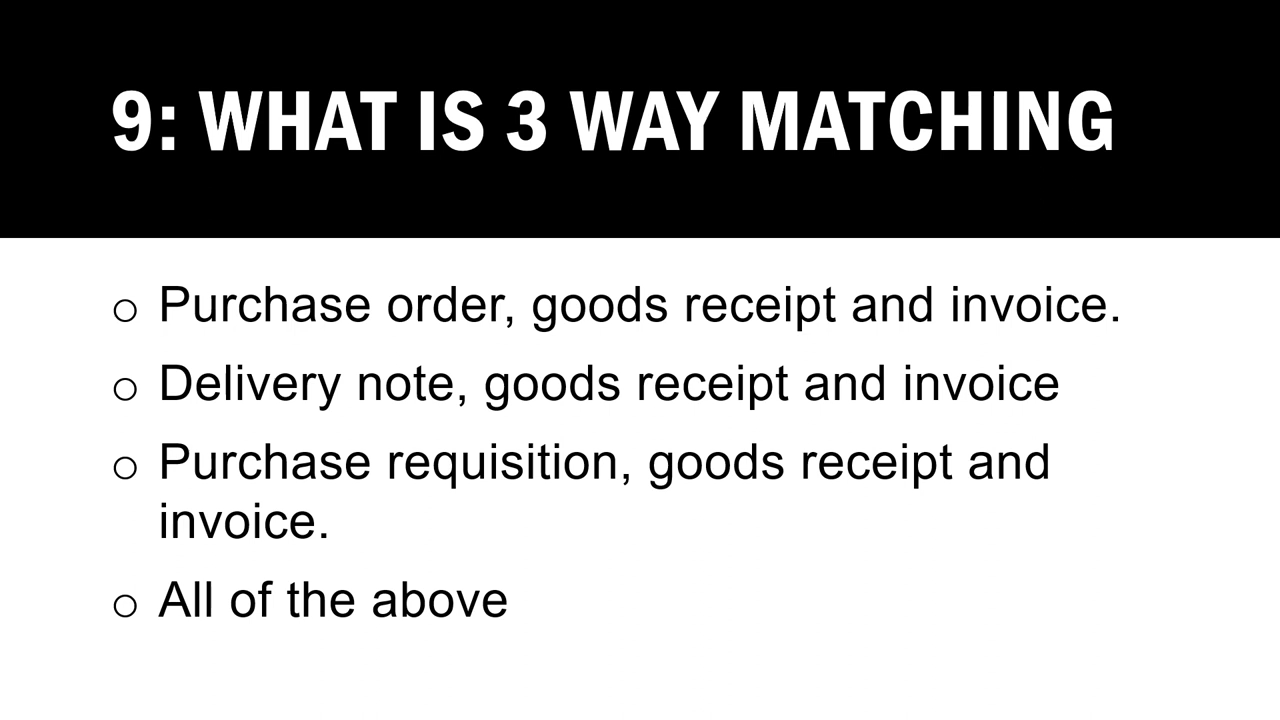 9: WHAT IS 3 WAY MATCHING
o Purchase order, goods receipt and invoice.
o Delivery note, goods receipt and invoice
o Purchase requisition, goods receipt and
invoice.
o All of the above